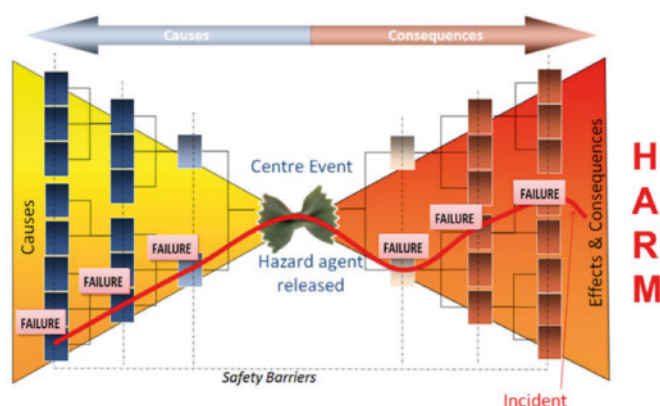 Causes
Consequences
Causes
Centre Event
Hazard agent
released
FAILURE
FAILURE
FAILURE
FAILURE
FAILURE
FAILURE
Effects & Consequences
HARM
Safety Barriers
Incident